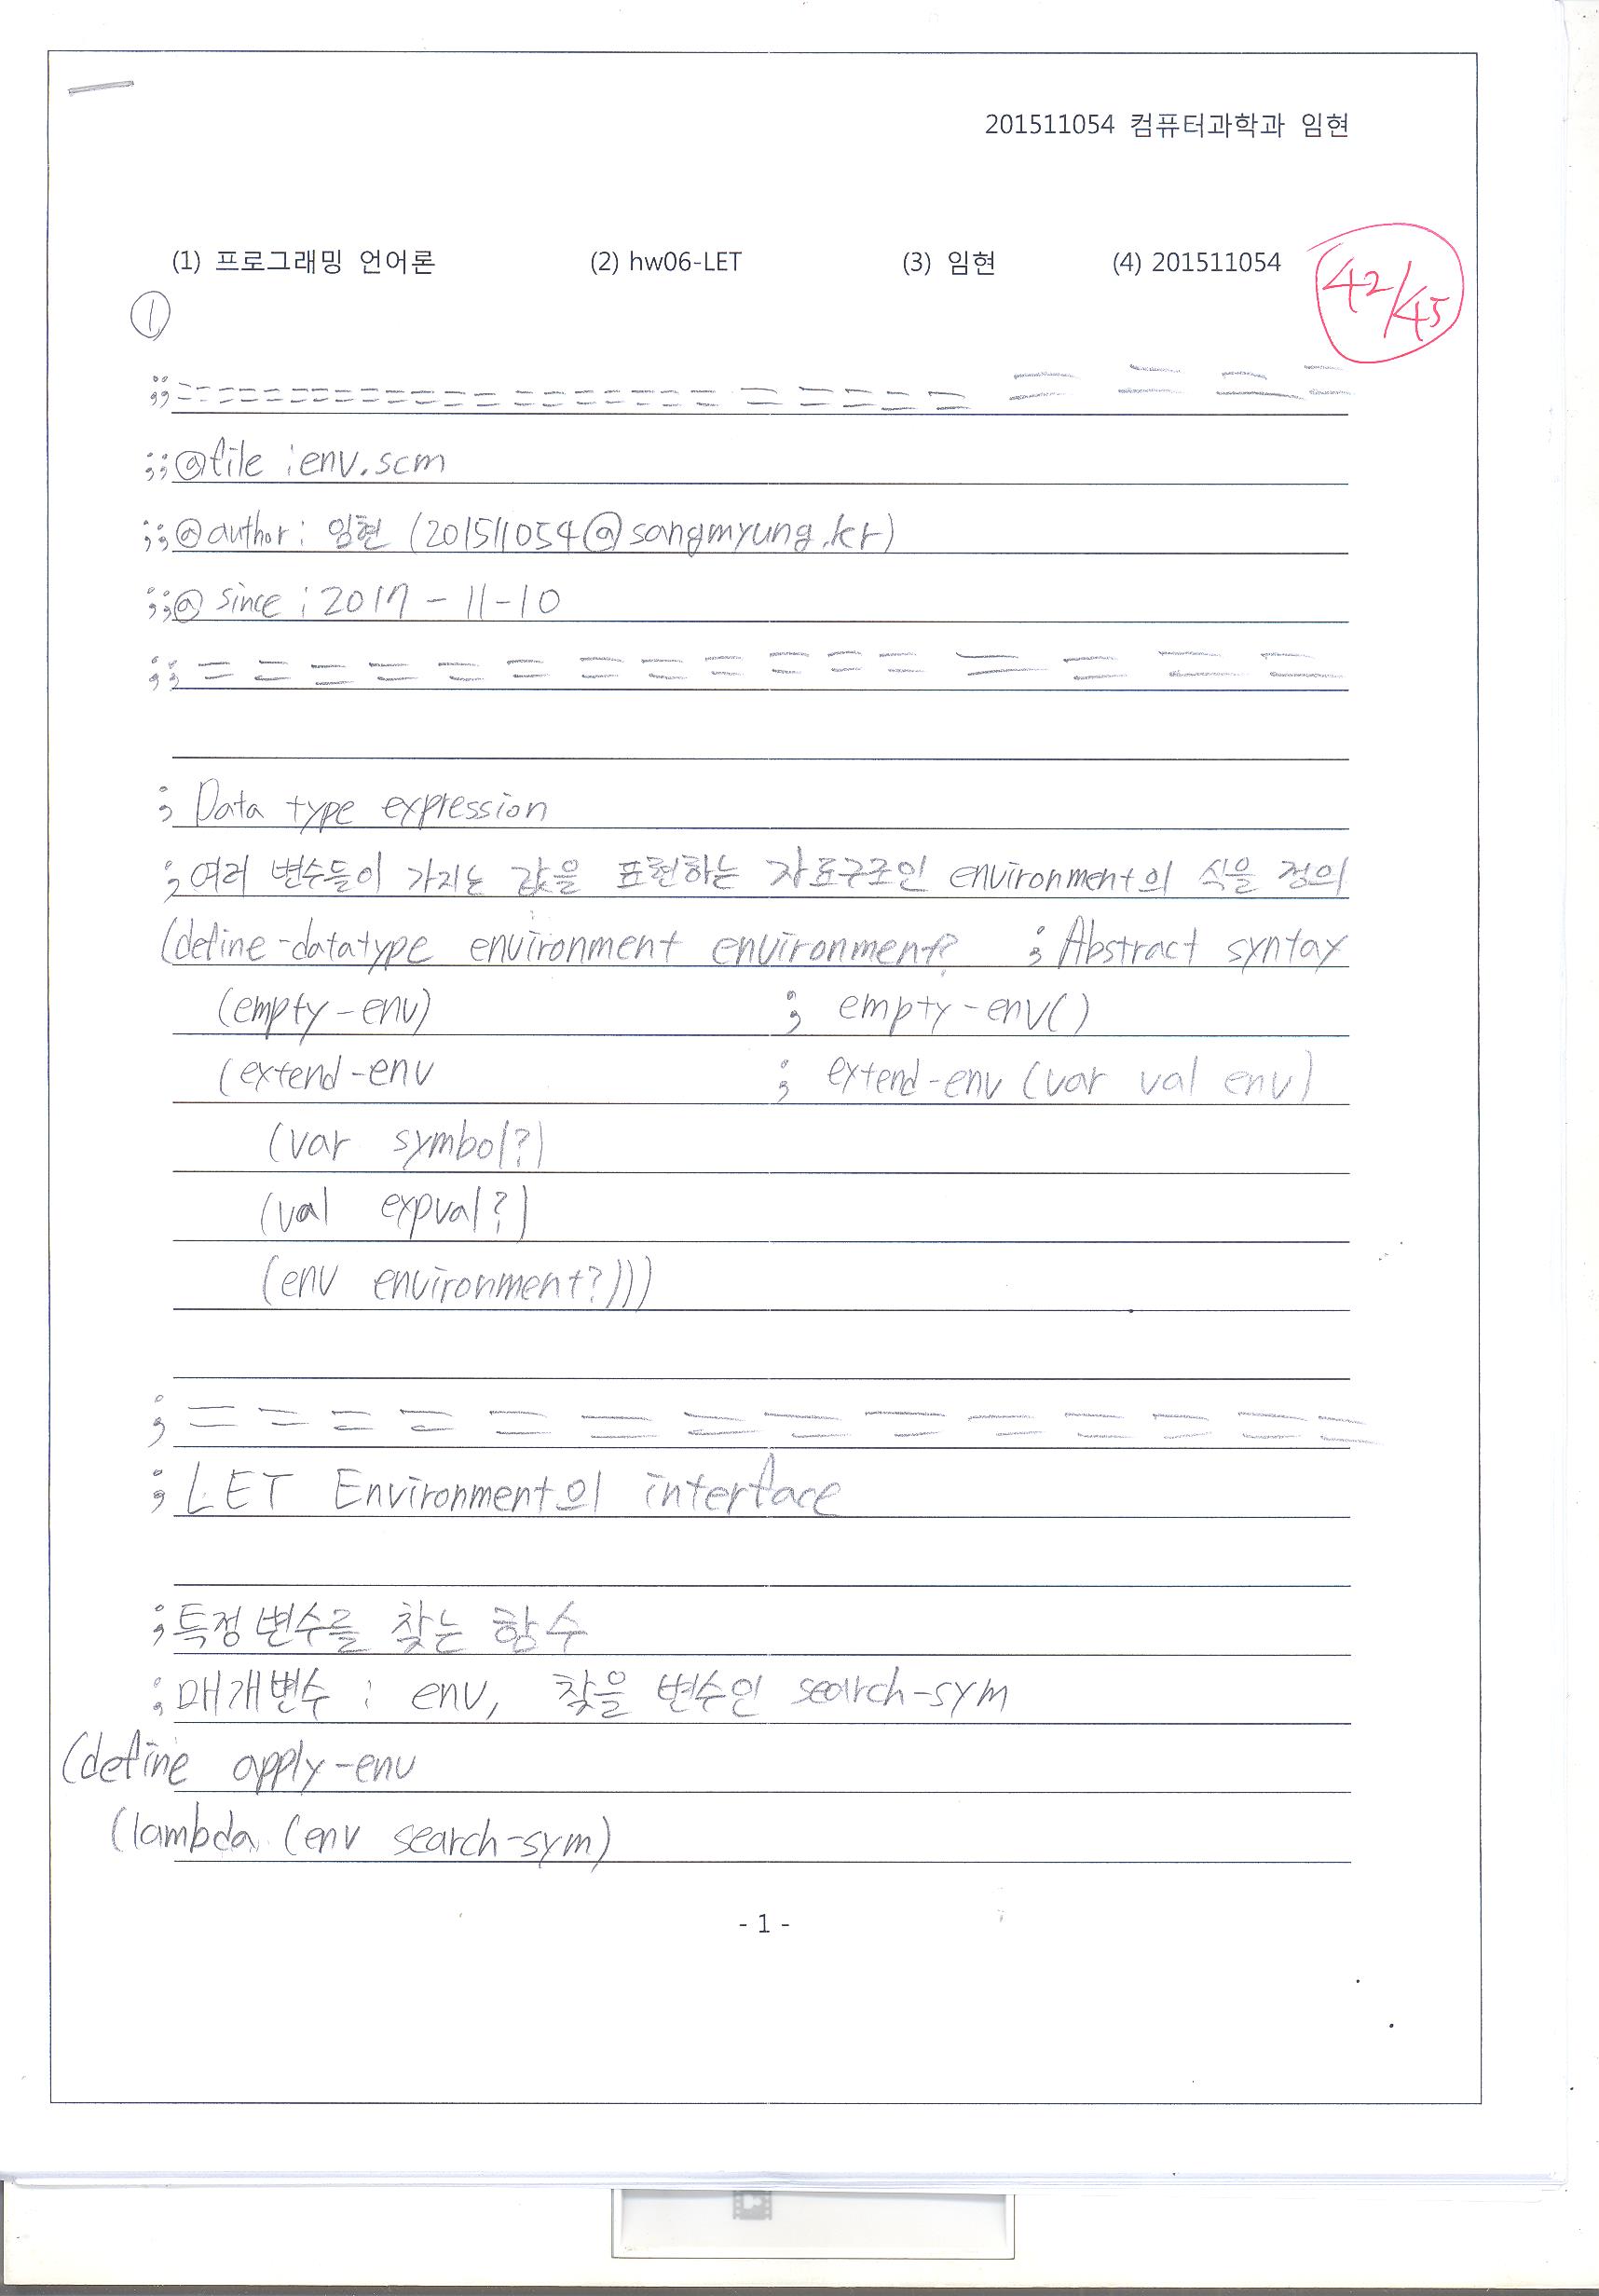 201511054 컴퓨터과학과 임현
(1) 프로그래밍 언어론 (2) hw06-LET (3) 임현 (4) 201511054
42/45
①
;;==============================
;;@file : env.scm
;;@author : 임현 (201511054@sangmyung.kr)
;;@since : 2017-11-10
;;=================
; Data type expression
; 여러 변수들이 가지는 값을 표현하는 자료구조인 environment의 식을 정의
(define-datatype environment environment? ; Abstract syntax
(empty-env) ; empty-env()
(extend-env ; extend-env (var val env)
(var symbol?)
(val expval?)
(env environment?)))
; ==============
; LET Environment의 interface
; 특정 변수를 찾는 함수
; 매개변수 : env, 찾을 변수인 search-sym
(define apply-env
(lambda (env search-sym)
- 1 -